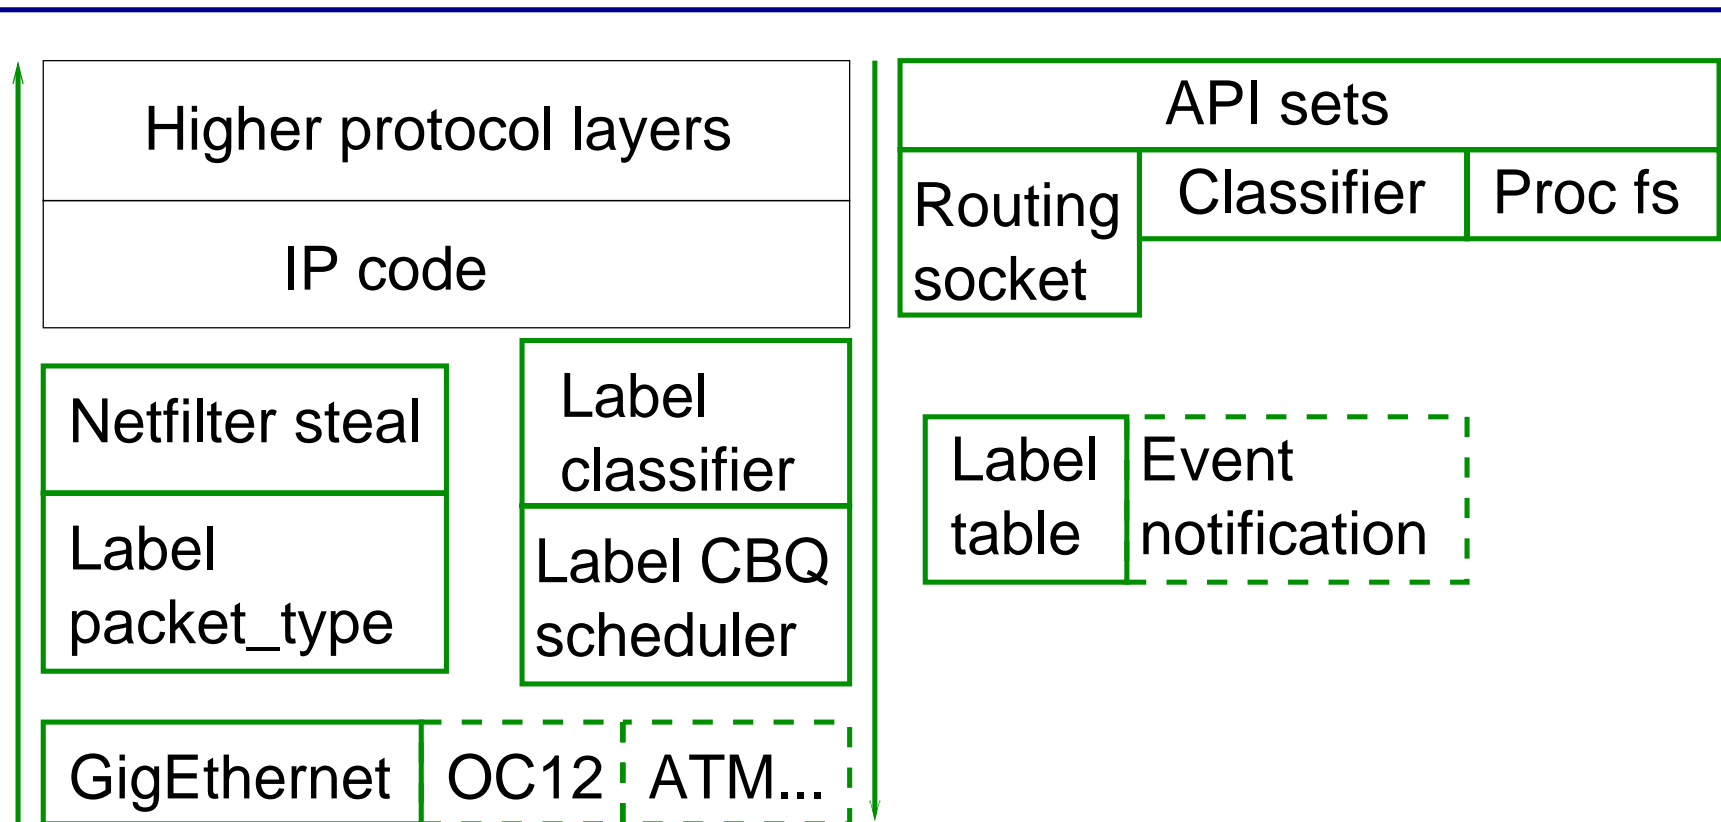 Higher protocol layers
IP code
Netfilter steal
Label
packet_type
Label
classifier
Label CBQ
scheduler
GigEthernet
OC12
ATM...
API sets
Routing
socket
Classifier
Proc fs
Label
table
Event
notification